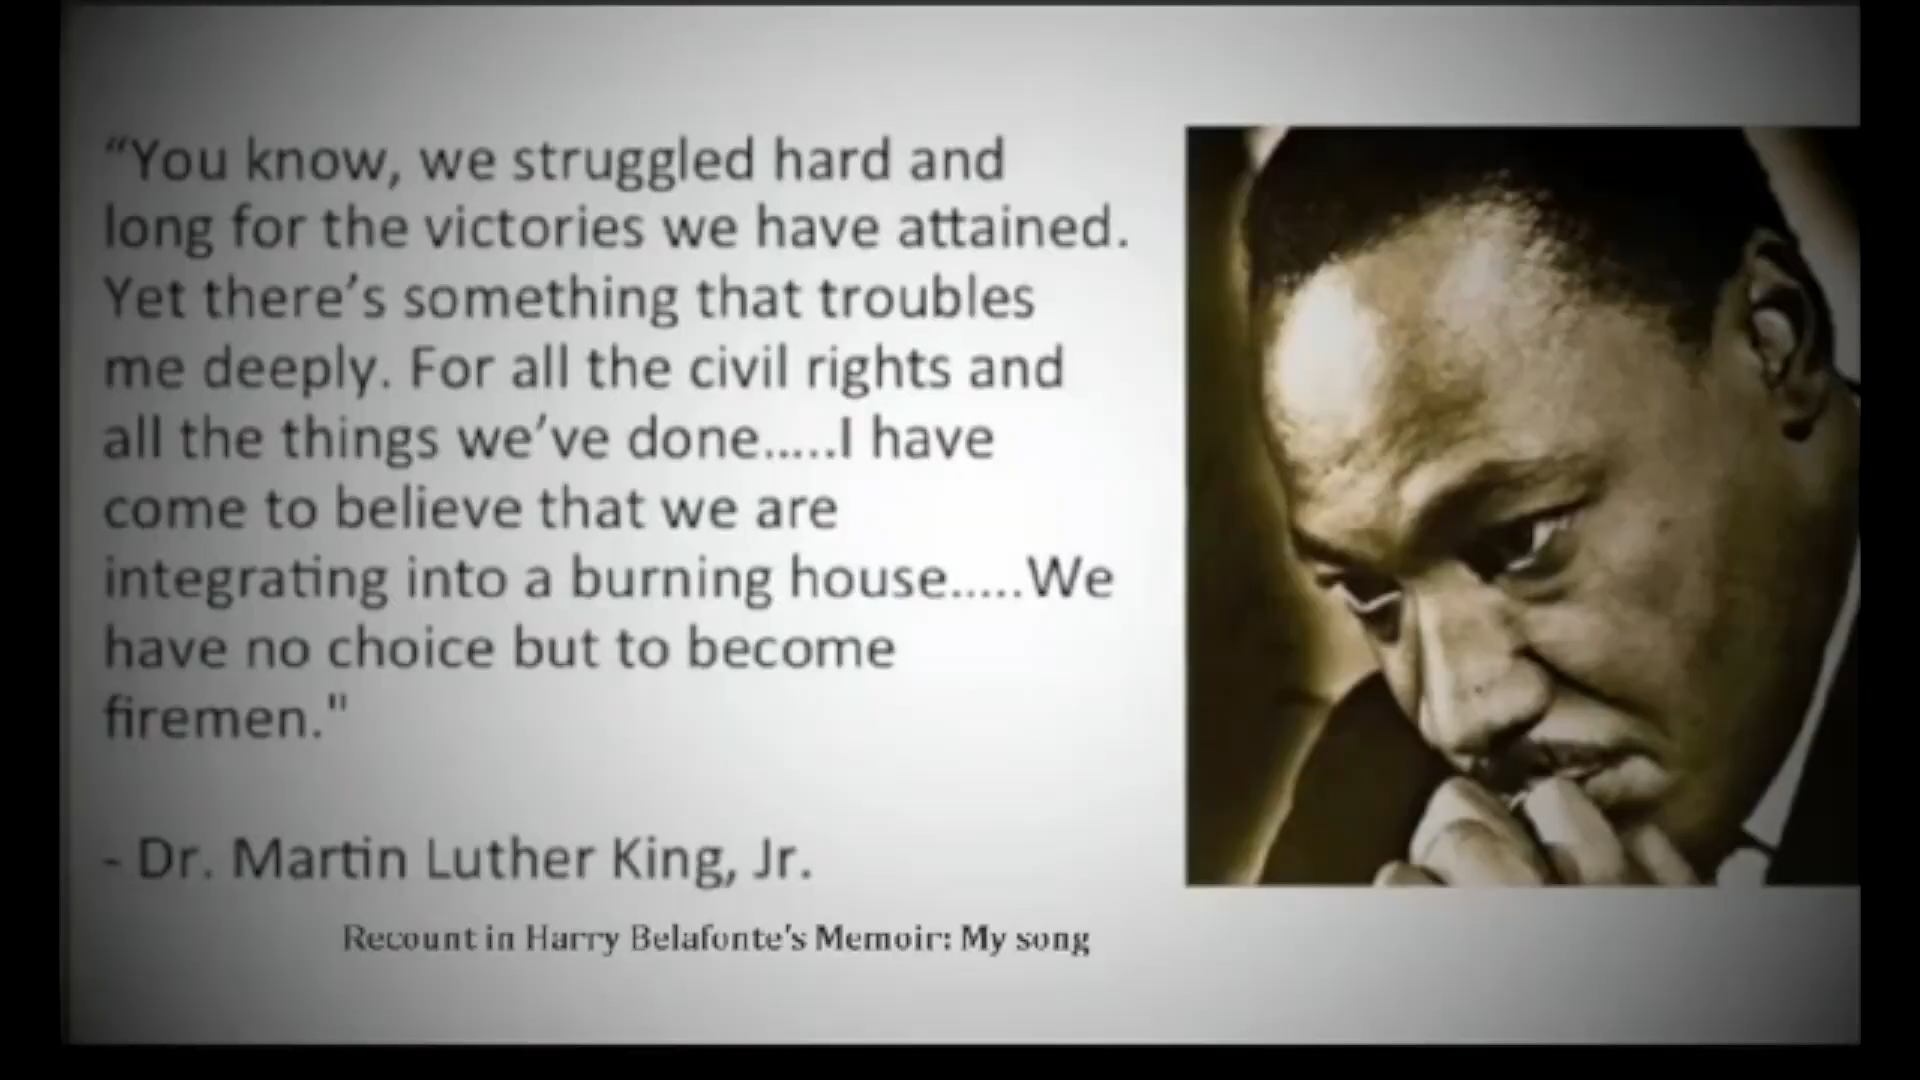 “You know, we struggled hard and
long for the victories we have attained.
Yet there’s something that troubles
me deeply. For all the civil rights and
all the things we’ve done.....I have
come to believe that we are
integrating into a burning house.....We
have no choice but to become
firemen."
- Dr. Martin Luther King, Jr.
Recount in Harry Belafonte's Memoir: My song